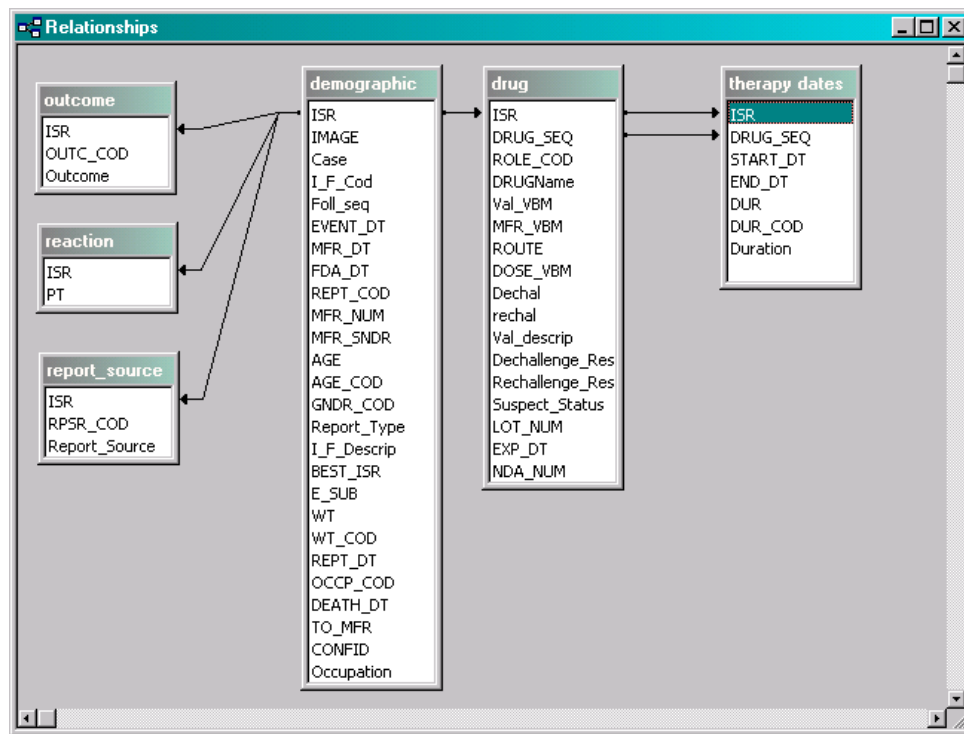 Relationships
outcome
ISR
OUTC_COD
Outcome
reaction
ISR
PT
report_source
ISR
RPSR_COD
Report_Source
demographic
ISR
IMAGE
Case
I_F_Cod
Foll_seq
EVENT_DT
MFR_DT
FDA_DT
REPT_COD
MFR_NUM
MFR_SNDR
AGE
AGE_COD
GNDR_COD
Report_Type
I_F_Descrip
BEST_ISR
E_SUB
WT
WT_COD
REPT_DT
OCCP_COD
DEATH_DT
TO_MFR
CONFID
Occupation
drug
ISR
DRUG_SEQ
ROLE_COD
DRUGName
Val_VBM
MFR_VBM
ROUTE
DOSE_VBM
Dechal
rechal
Val_descrip
Dechallenge_Res
Rechallenge_Res
Suspect_Status
LOT_NUM
EXP_DT
NDA_NUM
therapy dates
ISR
DRUG_SEQ
START_DT
END_DT
DUR
DUR_COD
Duration